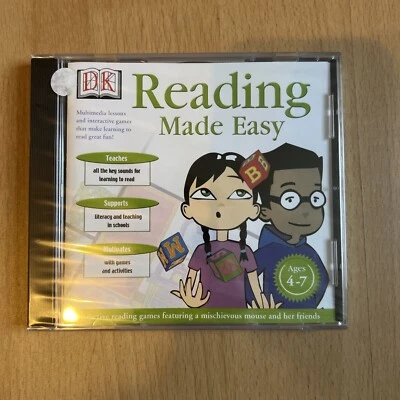 DK
Reading
Made Easy
Multimedia lessons
and interactive games
that make learning to
read great fun!
Teaches
all the key sounds for
learning to read
Supports
literacy and teaching
in schools
Motivates
with games
and activities
B
M
Ages
4-7
reading games featuring a mischievous mouse and her friends